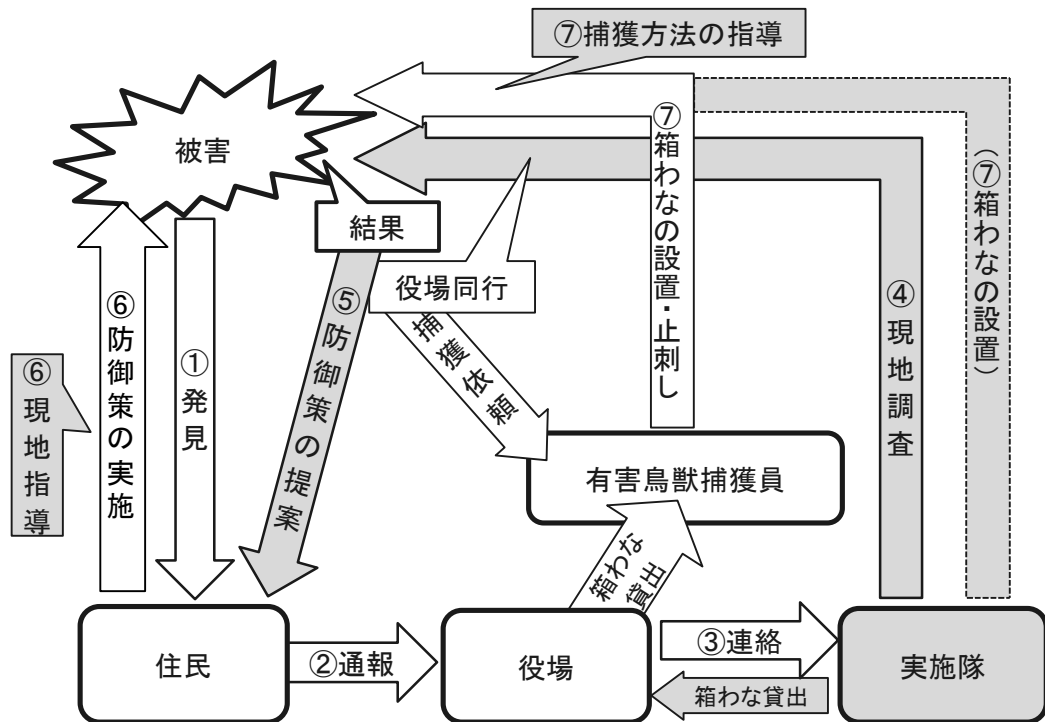 ⑦捕獲方法の指導
被害
結果
役場同行
⑦箱わなの設置・止刺し
(⑦箱わなの設置)
④現地調査
⑤防御策の提案
捕獲依頼
⑥防御策の実施
①発見
⑥現地指導
有害鳥獣捕獲員
箱わな
貸出
住民
②通報
役場
③連絡
箱わな貸出
実施隊